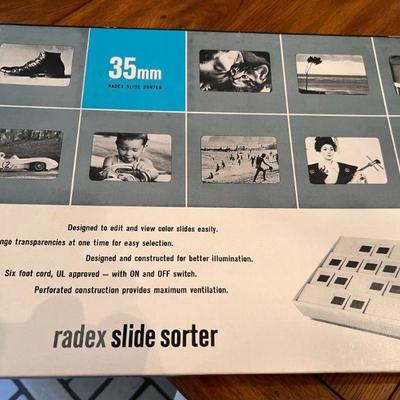 35mm
RADEX SLIDE SORTER
Designed to edit and view color slides easily.
transparencies at one time for easy selection.
Designed and constructed for better illumination.
Six foot cord, UL approved — with ON and OFF switch.
Perforated construction provides maximum ventilation.
radex slide sorter